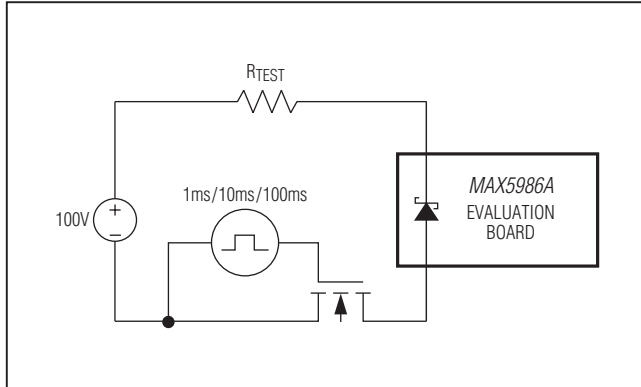 RTEST
1ms/10ms/100ms
100V
+
–
MAX5986A
EVALUATION
BOARD